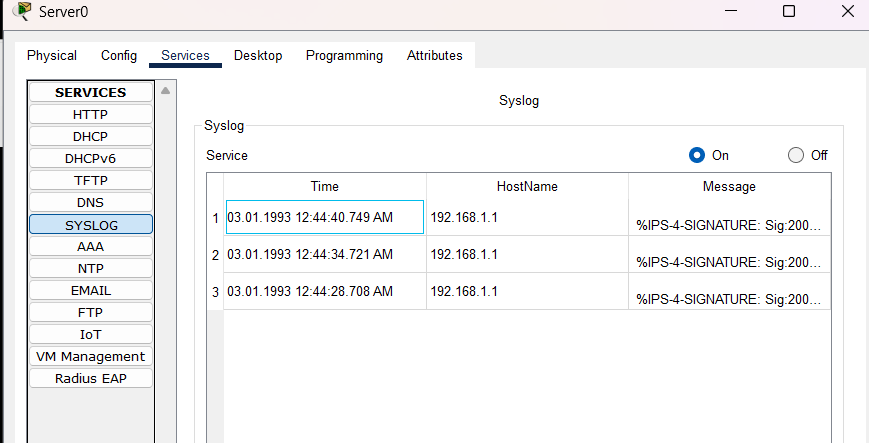 Server0
Physical Config Services Desktop Programming Attributes
SERVICES
HTTP
DHCP
DHCPv6
TFTP
DNS
SYSLOG
AAA
NTP
EMAIL
FTP
IoT
VM Management
Radius EAP
Syslog
Syslog
Service On Off
Time HostName Message
1 03.01.1993 12:44:40.749 AM 192.168.1.1 %IPS-4-SIGNATURE: Sig:200...
2 03.01.1993 12:44:34.721 AM 192.168.1.1 %IPS-4-SIGNATURE: Sig:200...
3 03.01.1993 12:44:28.708 AM 192.168.1.1 %IPS-4-SIGNATURE: Sig:200...